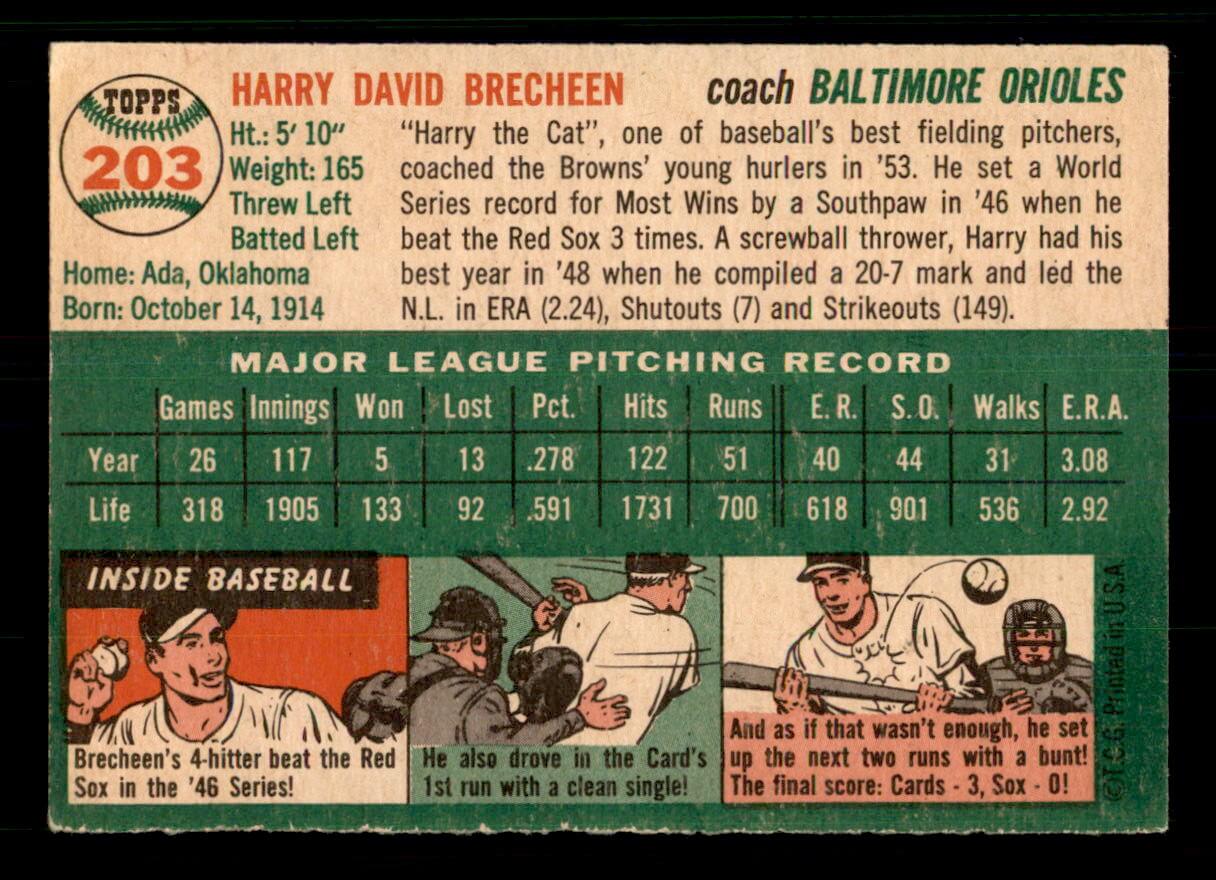 TOPPS
203
HARRY DAVID BRECHEEN
coach BALTIMORE ORIOLES
Ht.: 5' 10"
Weight: 165
Threw Left
Batted Left
Home: Ada, Oklahoma
Born: October 14, 1914
"Harry the Cat", one of baseball's best fielding pitchers,
coached the Browns' young hurlers in '53. He set a World
Series record for Most Wins by a Southpaw in '46 when he
beat the Red Sox 3 times. A screwball thrower, Harry had his
best year in '48 when he compiled a 20-7 mark and led the
N.L. in ERA (2.24), Shutouts (7) and Strikeouts (149).
MAJOR LEAGUE PITCHING RECORD
Games Innings Won Lost Pct. Hits Runs E.R. S.O. Walks E.R.A.
Year 26 117 5 13 .278 122 51 40 44 31 3.08
Life 318 1905 133 92 .591 1731 700 618 901 536 2.92
INSIDE BASEBALL
Brecheen's 4-hitter beat the Red
Sox in the '46 Series!
He also drove in the Card's
1st run with a clean single!
And as if that wasn't enough, he set
up the next two runs with a bunt!
The final score: Cards - 3, Sox - 0!
© T.C.G. Printed in U.S.A.